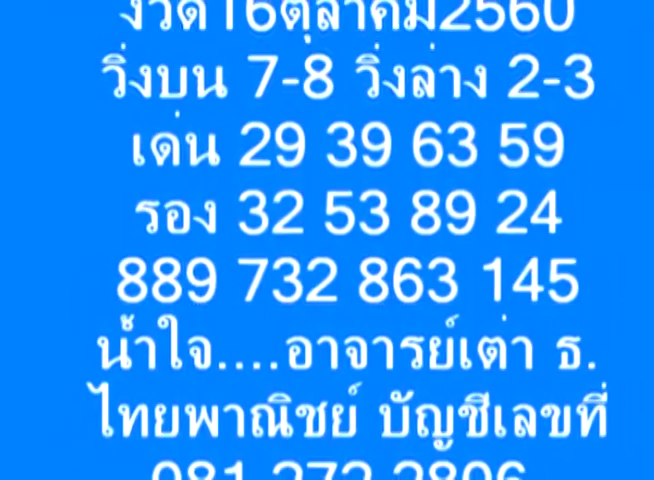 งวด16ตุลาคม2560
วิ่งบน 7-8 วิ่งล่าง 2-3
เด่น 29 39 63 59
รอง 32 53 89 24
889 732 863 145
น้ำใจ....อาจารย์เต่า ธ.
ไทยพาณิชย์ บัญชีเลขที่
081 272 2806